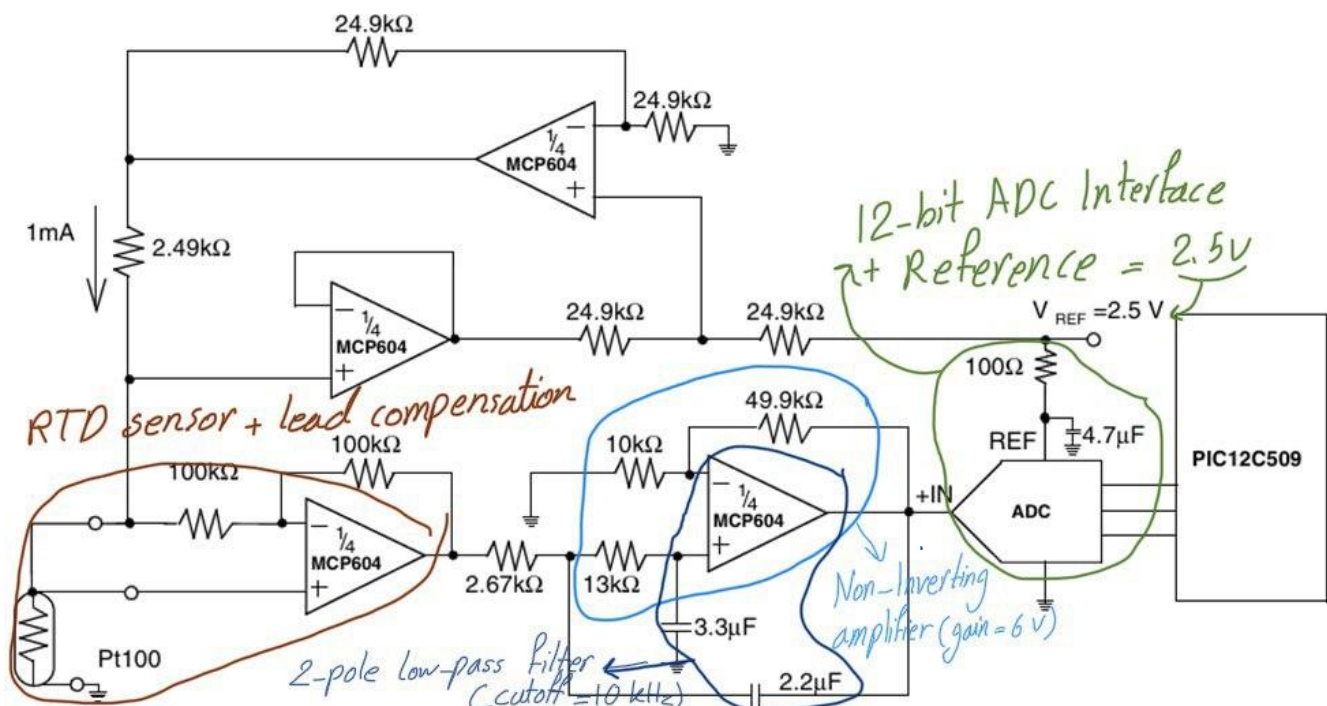 24.9kΩ
24.9kΩ
1/4
MCP604
−
+
1mA
2.49kΩ
12-bit ADC Interface
+ Reference = 2.5V
−
1/4
MCP604
+
24.9kΩ
24.9kΩ
V REF =2.5 V
100Ω
RTD sensor + lead compensation
49.9kΩ
100kΩ
10kΩ
REF
4.7μF
PIC12C509
100kΩ
−
1/4
MCP604
+
−
1/4
MCP604
+
+IN
ADC
2.67kΩ
13kΩ
Non-Inverting
amplifier (gain=6 V)
3.3μF
Pt100
2-pole low-pass filter
(cutoff=10 kHz)
2.2μF